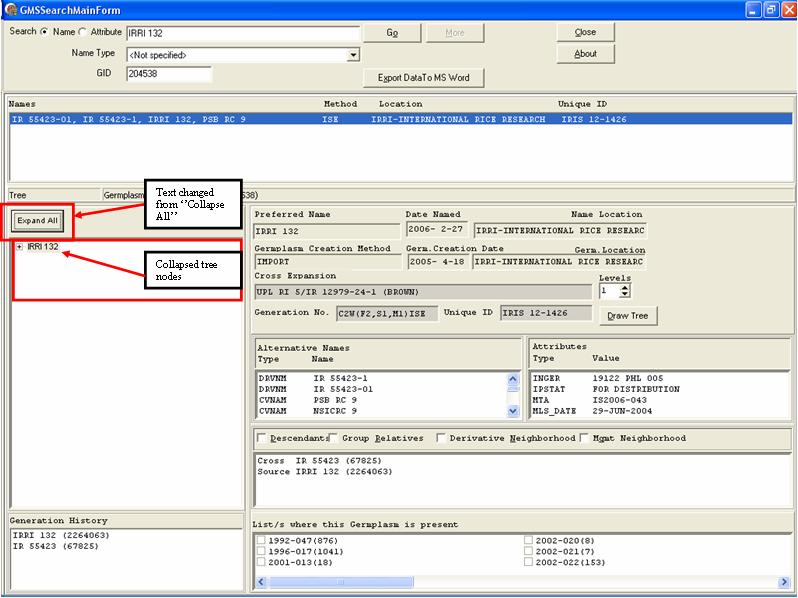 GMSSearchMainForm
Search Name Attribute IRRI 132 Go More Close
Name Type <Not specified> About
GID 204538 Export DataTo MS Word
Names Method Location Unique ID
IR 55423-01, IR 55423-1, IRRI 132, PSB RC 9 ISE IRRI-INTERNATIONAL RICE RESEARCH IRIS 12-1426
Tree Germplasm 538)
Text changed
from ‘‘Collapse
All’’
Expand All
IRRI 132
Collapsed tree
nodes
Preferred Name Date Named Name Location
IRRI 132 2006- 2-27 IRRI-INTERNATIONAL RICE RESEARC
Germplasm Creation Method Germ.Creation Date Germ.Location
IMPORT 2005- 4-18 IRRI-INTERNATIONAL RICE RESEARC
Cross Expansion Levels
UPL RI 5/IR 12979-24-1 (BROWN) 1
Generation No. C2W(F2,S1,M1)ISE Unique ID IRIS 12-1426 Draw Tree
Alternative Names
Type Name
DRVNM IR 55423-1
DRVNM IR 55423-01
CVNAM PSB RC 9
CVNAM NSICRC 9
Attributes
Type Value
INGER 19122 PHL 005
IPSTAT FOR DISTRIBUTION
MTA IS2006-043
MLS_DATE 29-JUN-2004
Descendants Group Relatives Derivative Neighborhood Mgmt Neighborhood
Cross IR 55423 (67825)
Source IRRI 132 (2264063)
Generation History
IRRI 132 (2264063)
IR 55423 (67825)
List/s where this Germplasm is present
1992-047(876) 2002-020(8)
1996-017(1041) 2002-021(7)
2001-013(18) 2002-022(153)